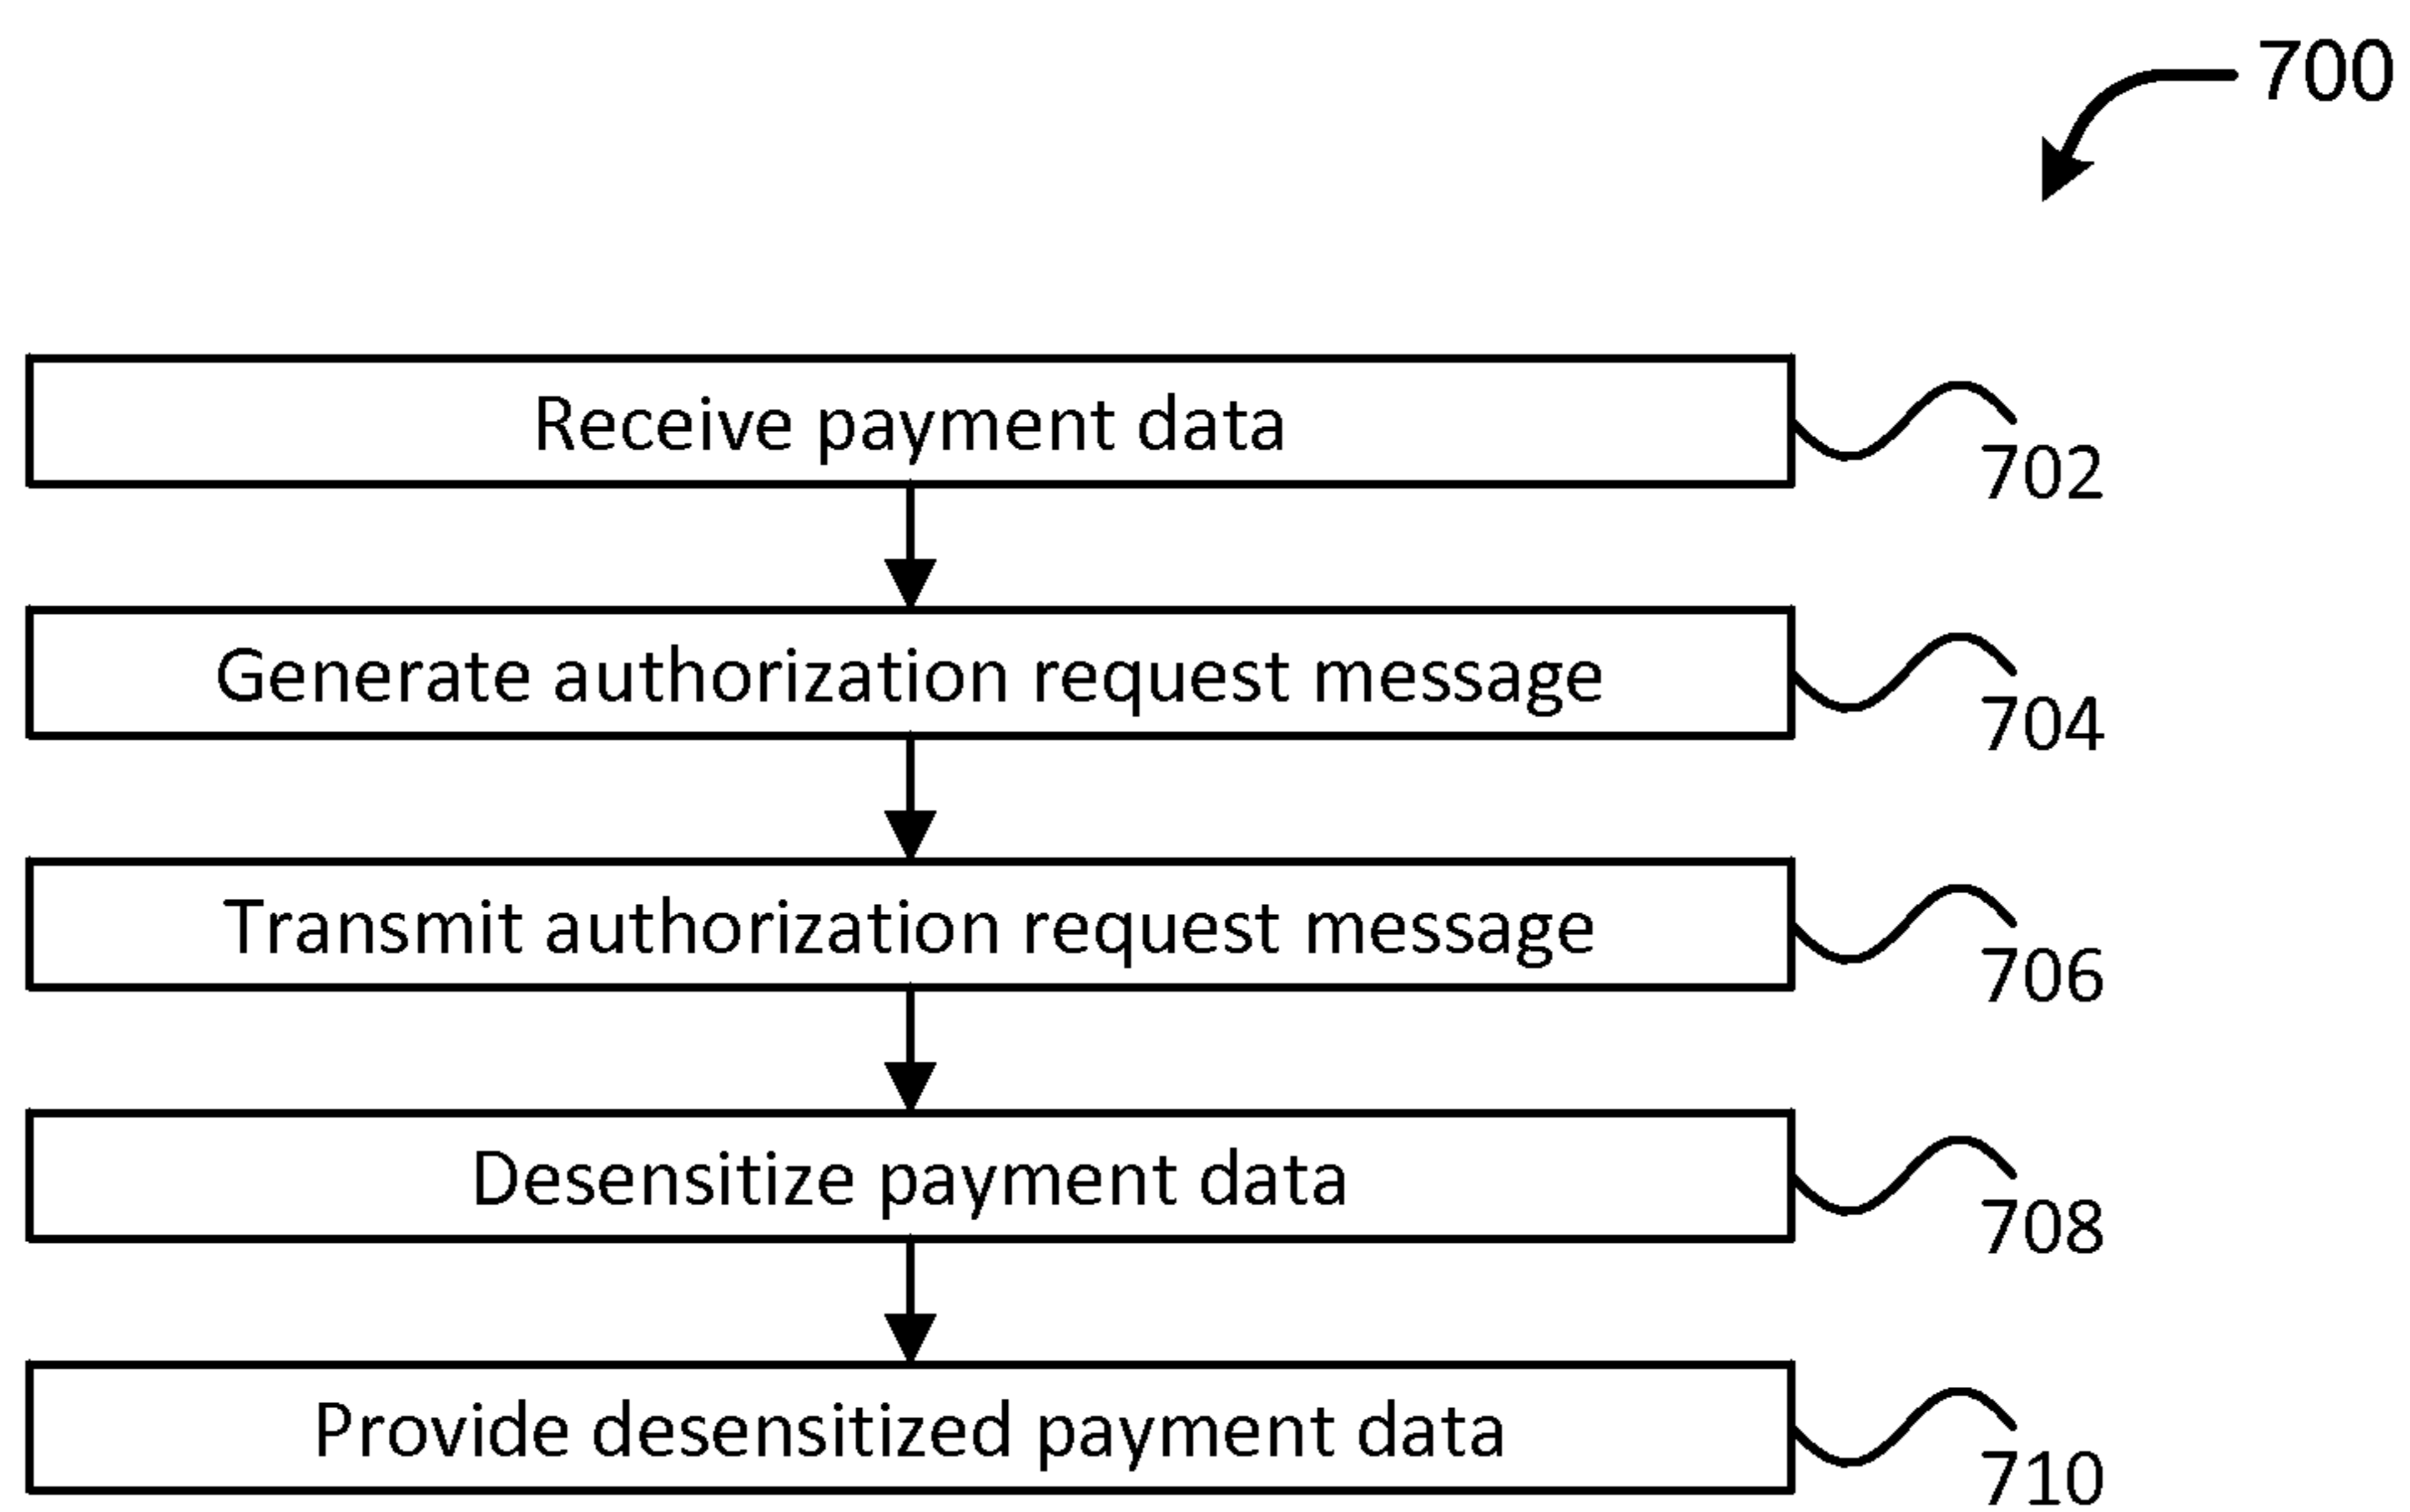 700
Receive payment data
702
Generate authorization request message
704
Transmit authorization request message
706
Desensitize payment data
708
Provide desensitized payment data
710